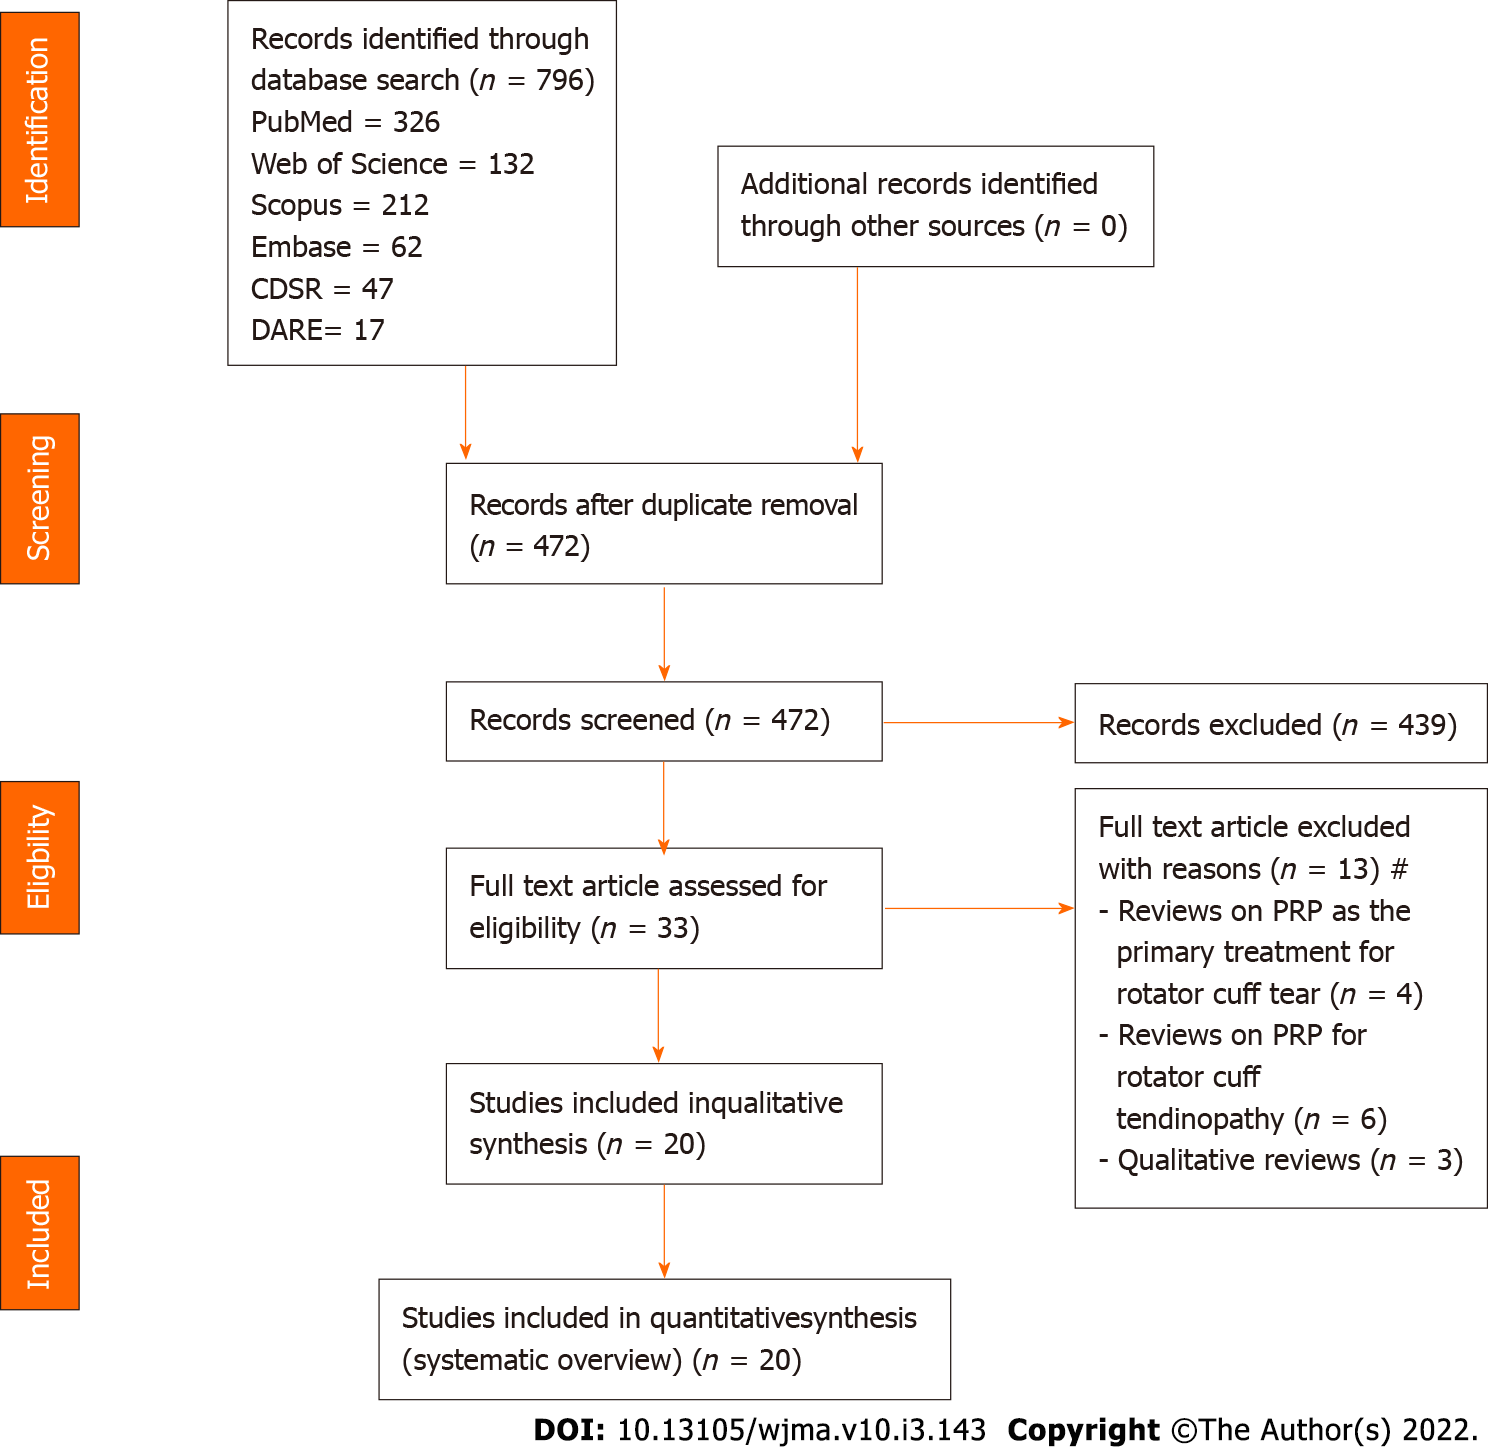 Identification
Records identified through
database search (n = 796)
PubMed = 326
Web of Science = 132
Scopus = 212
Embase = 62
CDSR = 47
DARE= 17
Additional records identified
through other sources (n = 0)
Screening
Records after duplicate removal
(n = 472)
Records screened (n = 472)
Records excluded (n = 439)
Eligbility
Full text article assessed for
eligibility (n = 33)
Full text article excluded
with reasons (n = 13) #
- Reviews on PRP as the
primary treatment for
rotator cuff tear (n = 4)
- Reviews on PRP for
rotator cuff
tendinopathy (n = 6)
- Qualitative reviews (n = 3)
Studies included inqualitative
synthesis (n = 20)
Included
Studies included in quantitativesynthesis
(systematic overview) (n = 20)
DOI: 10.13105/wjma.v10.i3.143 Copyright ©The Author(s) 2022.